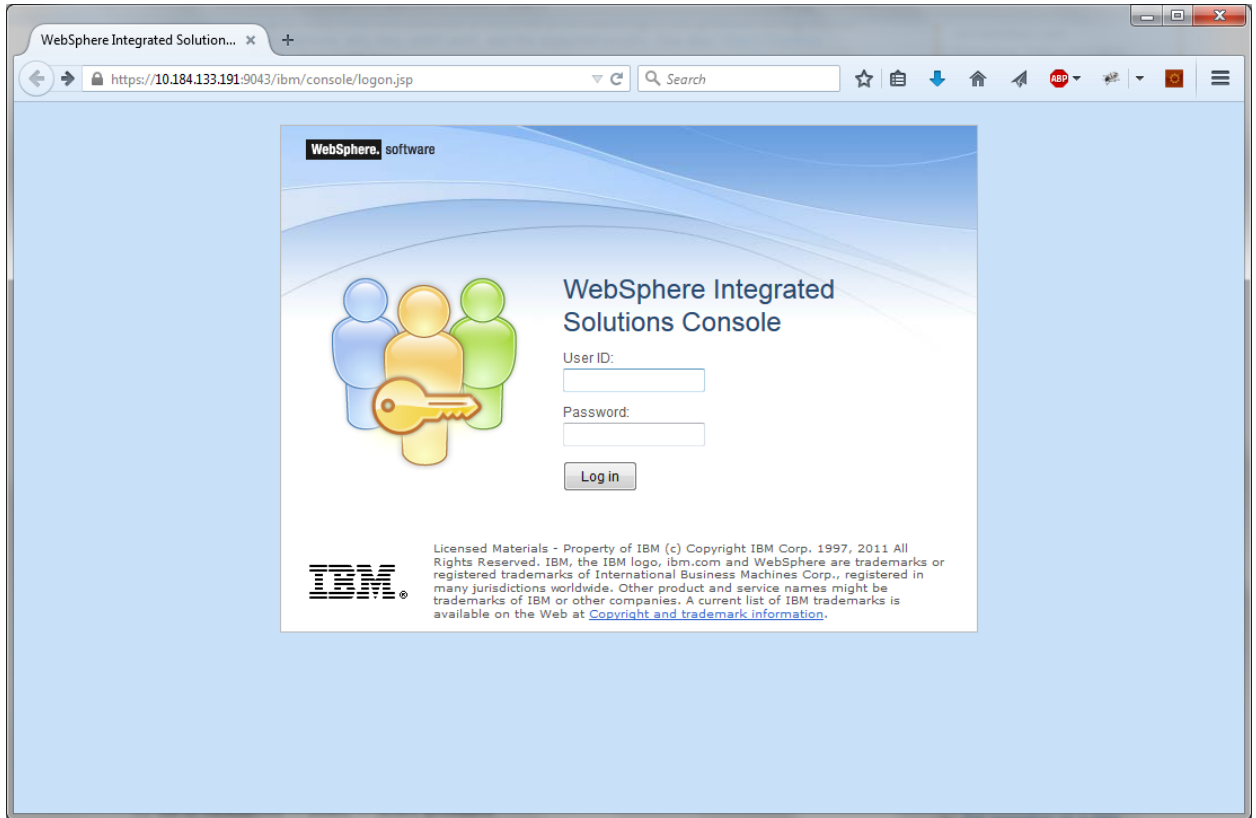 WebSphere Integrated Solution...
https://10.184.133.191:9043/ibm/console/logon.jsp
Search
ABP
WebSphere. software
WebSphere Integrated
Solutions Console
User ID:
Password:
Log in
IBM®
Licensed Materials - Property of IBM (c) Copyright IBM Corp. 1997, 2011 All
Rights Reserved. IBM, the IBM logo, ibm.com and WebSphere are trademarks or
registered trademarks of International Business Machines Corp., registered in
many jurisdictions worldwide. Other product and service names might be
trademarks of IBM or other companies. A current list of IBM trademarks is
available on the Web at Copyright and trademark information.